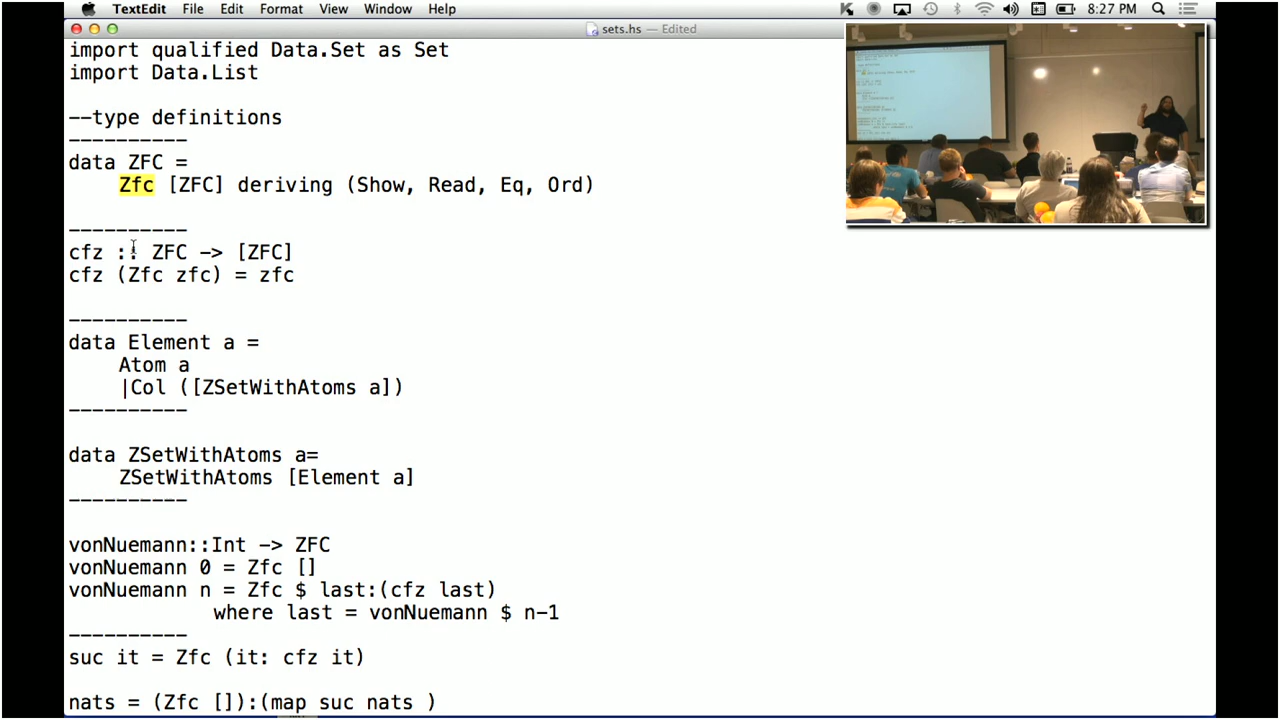 TextEdit File Edit Format View Window Help 8:27 PM
sets.hs — Edited
import qualified Data.Set as Set
import Data.List
--type definitions
----------
data ZFC =
Zfc [ZFC] deriving (Show, Read, Eq, Ord)
----------
cfz :: ZFC -> [ZFC]
cfz (Zfc zfc) = zfc
----------
data Element a =
Atom a
|Col ([ZSetWithAtoms a])
----------
data ZSetWithAtoms a=
ZSetWithAtoms [Element a]
----------
vonNuemann::Int -> ZFC
vonNuemann 0 = Zfc []
vonNuemann n = Zfc $ last:(cfz last)
where last = vonNuemann $ n-1
----------
suc it = Zfc (it: cfz it)
nats = (Zfc []):(map suc nats )